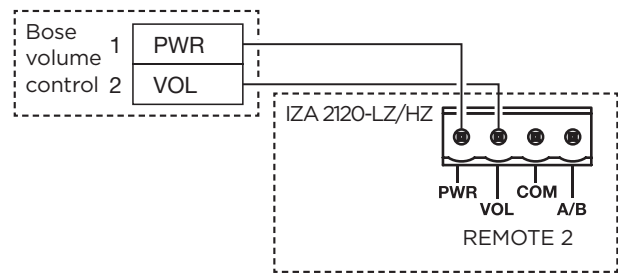 Bose
volume
control
1 PWR
2 VOL
IZA 2120-LZ/HZ
PWR
VOL
COM
A/B
REMOTE 2